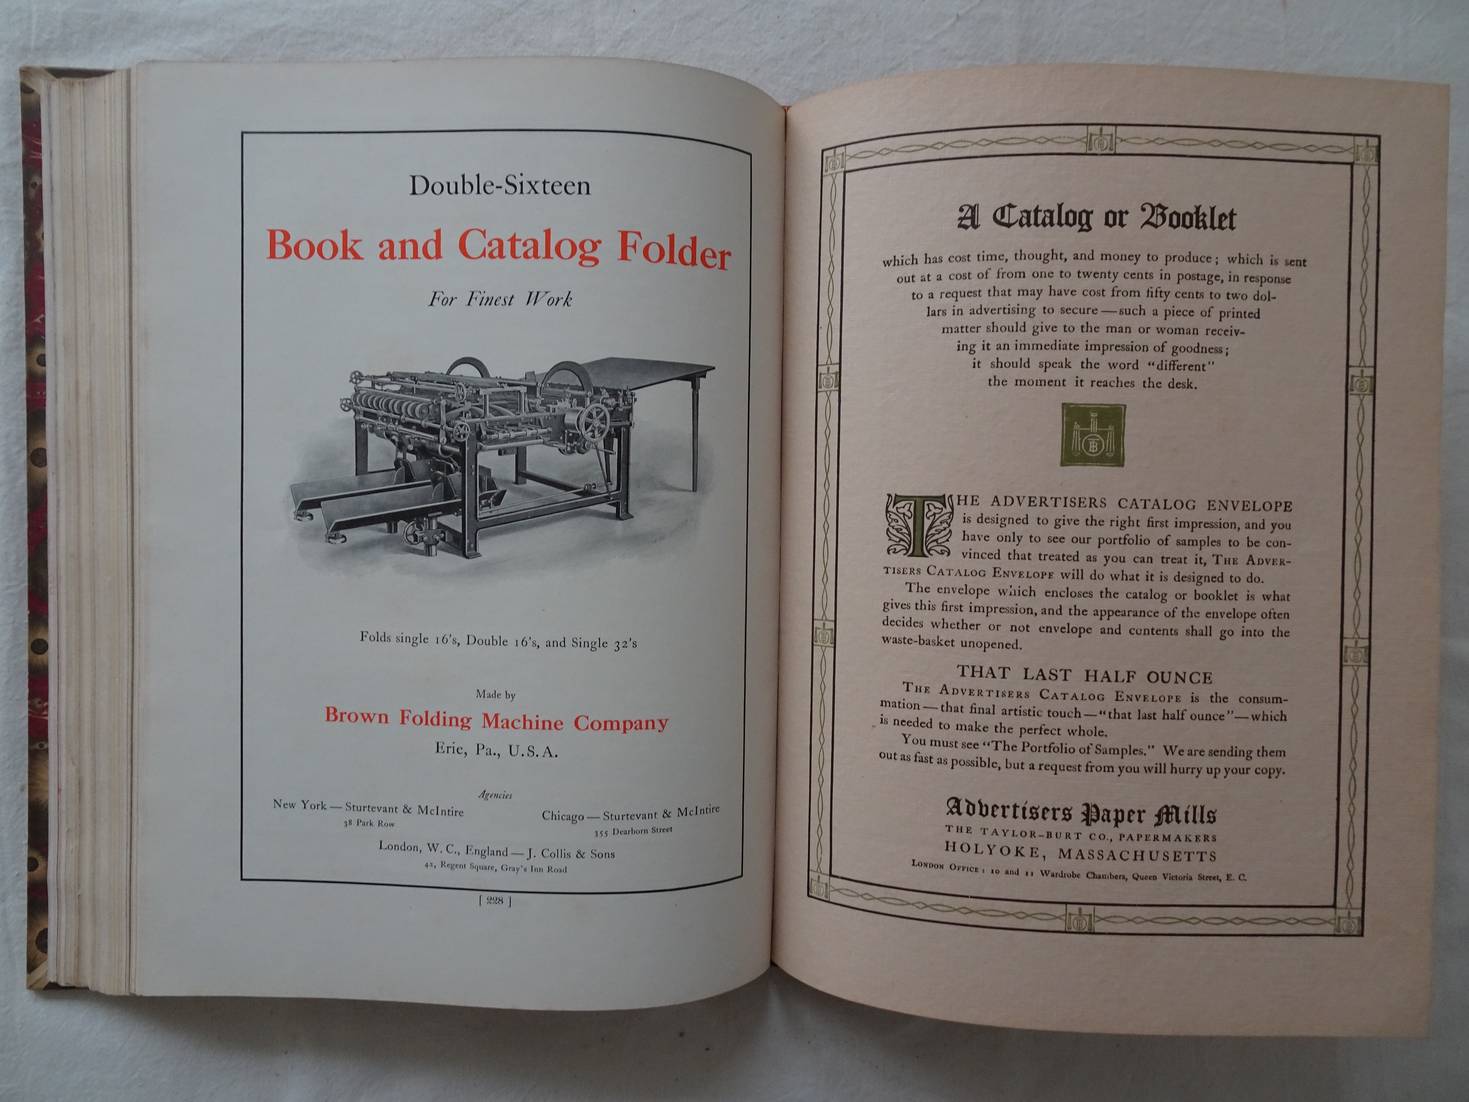 Double-Sixteen
Book and Catalog Folder
For Finest Work
Folds single 16's, Double 16's, and Single 32's
Made by
Brown Folding Machine Company
Erie, Pa., U.S.A.
Agencies
New York — Sturtevant & McIntire
38 Park Row
Chicago — Sturtevant & McIntire
355 Dearborn Street
London, W. C., England — J. Collis & Sons
42, Regent Square, Gray's Inn Road
[ 228 ]
A Catalog or Booklet
which has cost time, thought, and money to produce; which is sent
out at a cost of from one to twenty cents in postage, in response
to a request that may have cost from fifty cents to two dol-
lars in advertising to secure — such a piece of printed
matter should give to the man or woman receiv-
ing it an immediate impression of goodness;
it should speak the word "different"
the moment it reaches the desk.
THE ADVERTISERS CATALOG ENVELOPE
is designed to give the right first impression, and you
have only to see our portfolio of samples to be con-
vinced that treated as you can treat it, THE ADVER-
TISERS CATALOG ENVELOPE will do what it is designed to do.
The envelope which encloses the catalog or booklet is what
gives this first impression, and the appearance of the envelope often
decides whether or not envelope and contents shall go into the
waste-basket unopened.
THAT LAST HALF OUNCE
THE ADVERTISERS CATALOG ENVELOPE is the consum-
mation — that final artistic touch — "that last half ounce" — which
is needed to make the perfect whole.
You must see "The Portfolio of Samples." We are sending them
out as fast as possible, but a request from you will hurry up your copy.
Advertisers Paper Mills
THE TAYLOR-BURT CO., PAPERMAKERS
HOLYOKE, MASSACHUSETTS
LONDON OFFICE: 10 and 11 Wardrobe Chambers, Queen Victoria Street, E. C.